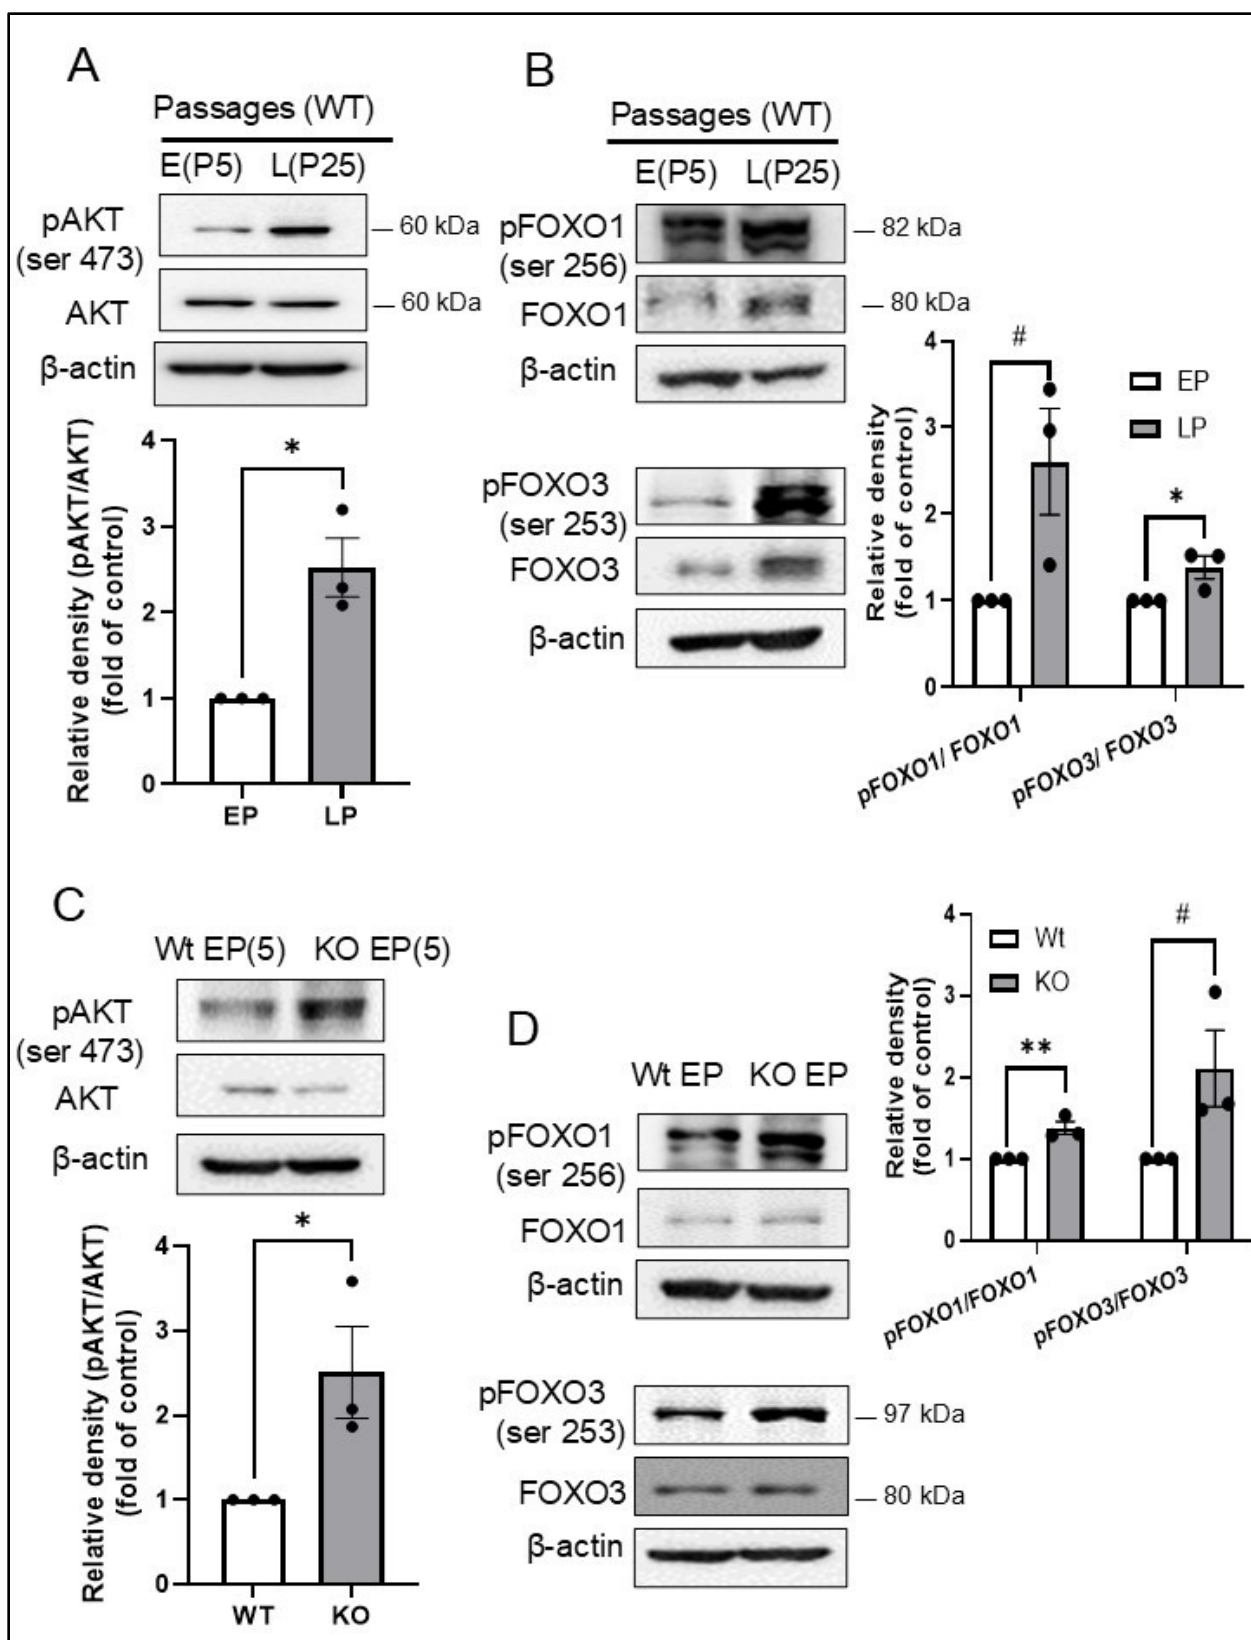 A
Passages (WT)
E(P5) L(P25)
pAKT
(ser 473)
60 kDa
AKT
60 kDa
β-actin
Relative density (pAKT/AKT)
(fold of control)
4
3
2
1
0
*
EP LP
B
Passages (WT)
E(P5) L(P25)
pFOXO1
(ser 256)
82 kDa
FOXO1
80 kDa
β-actin
pFOXO3
(ser 253)
FOXO3
β-actin
Relative density
(fold of control)
4
3
2
1
0
#
*
EP
LP
pFOXO1/ FOXO1
pFOXO3/ FOXO3
C
Wt EP(5) KO EP(5)
pAKT
(ser 473)
AKT
β-actin
Relative density (pAKT/AKT)
(fold of control)
4
3
2
1
0
*
WT KO
D
Wt EP KO EP
pFOXO1
(ser 256)
FOXO1
β-actin
pFOXO3
(ser 253)
97 kDa
FOXO3
80 kDa
β-actin
Relative density
(fold of control)
4
3
2
1
0
Wt
KO
**
#
pFOXO1/FOXO1
pFOXO3/FOXO3